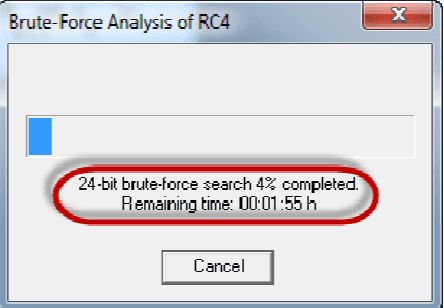 Brute-Force Analysis of RC4
24-bit brute-force search 4% completed.
Remaining time: 00:01:55 h
Cancel